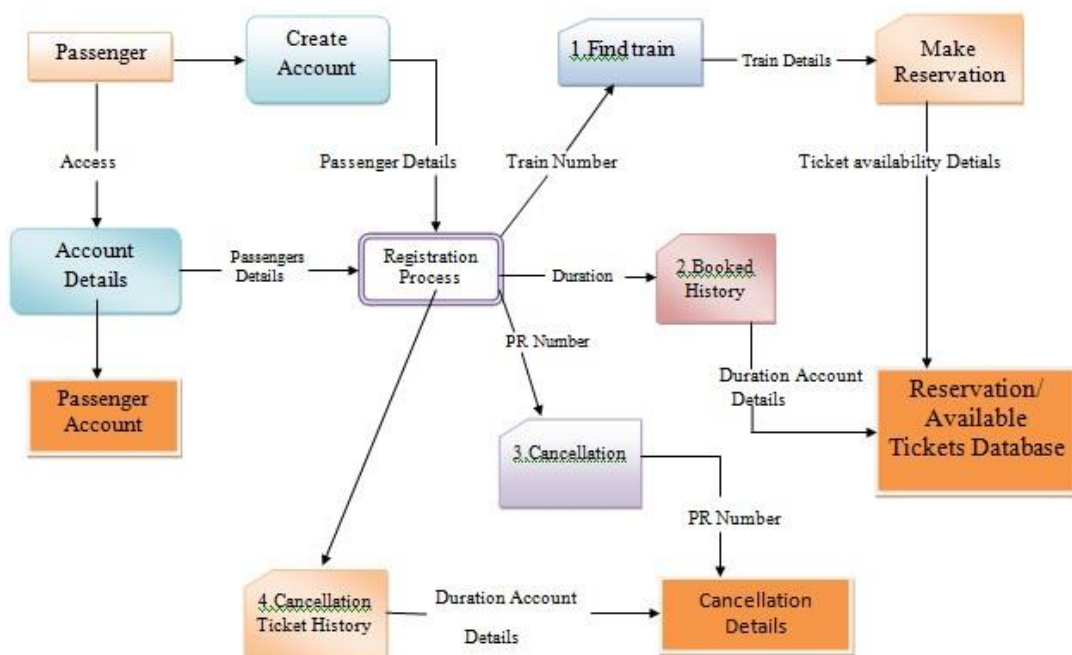 Passenger
Create
Account
1.Find train
Train Details
Make
Reservation
Access
Passenger Details
Train Number
Ticket availability Detials
Account
Details
Passengers
Details
Registration
Process
Duration
2.Booked
History
PR Number
Passenger
Account
Duration Account
Details
Reservation/
Available
Tickets Database
3.Cancellation
PR Number
4.Cancellation
Ticket History
Duration Account
Details
Cancellation
Details